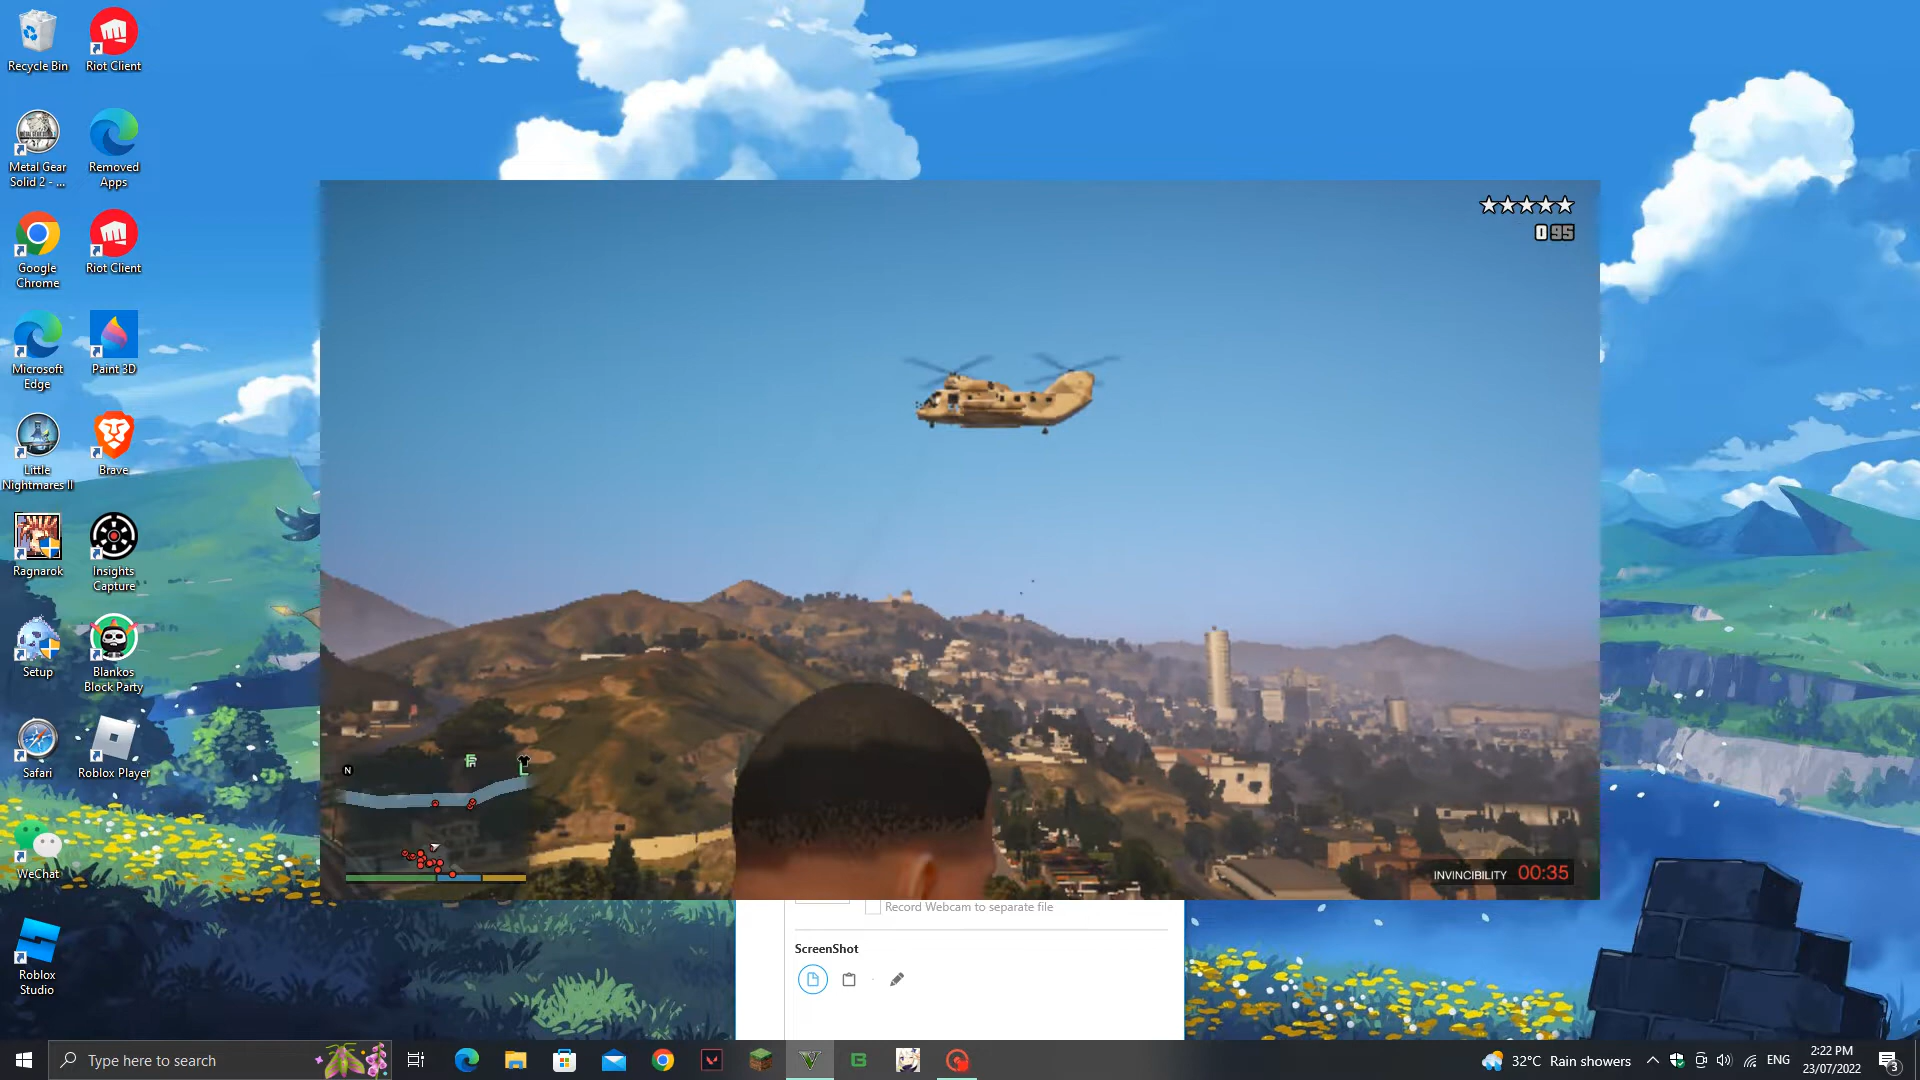 Recycle Bin
Riot Client
Metal Gear
Solid 2 - ...
Removed
Apps
Google
Chrome
Riot Client
Microsoft
Edge
Paint 3D
Little
Nightmares II
Brave
Ragnarok
Insights
Capture
Setup
Blankos
Block Party
Safari
Roblox Player
WeChat
Roblox
Studio
0 95
N
F
L
INVINCIBILITY 00:35
Record Webcam to separate file
ScreenShot
Type here to search
32°C Rain showers
ENG
2:22 PM
23/07/2022
3